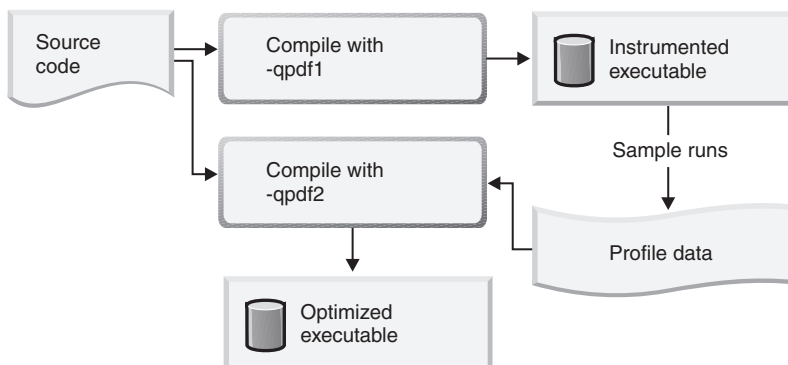 Source
code
Compile with
-qpdf1
Instrumented
executable
Sample runs
Compile with
-qpdf2
Profile data
Optimized
executable